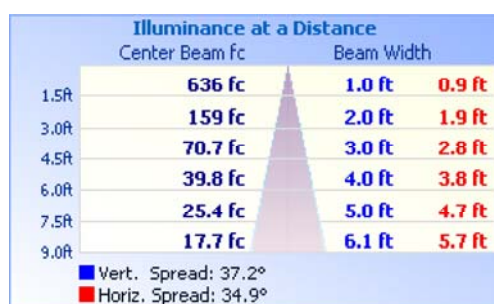 Illuminance at a Distance
Center Beam fc Beam Width
1.5ft 636 fc 1.0 ft 0.9 ft
3.0ft 159 fc 2.0 ft 1.9 ft
4.5ft 70.7 fc 3.0 ft 2.8 ft
6.0ft 39.8 fc 4.0 ft 3.8 ft
7.5ft 25.4 fc 5.0 ft 4.7 ft
9.0ft 17.7 fc 6.1 ft 5.7 ft
Vert. Spread: 37.2°
Horiz. Spread: 34.9°